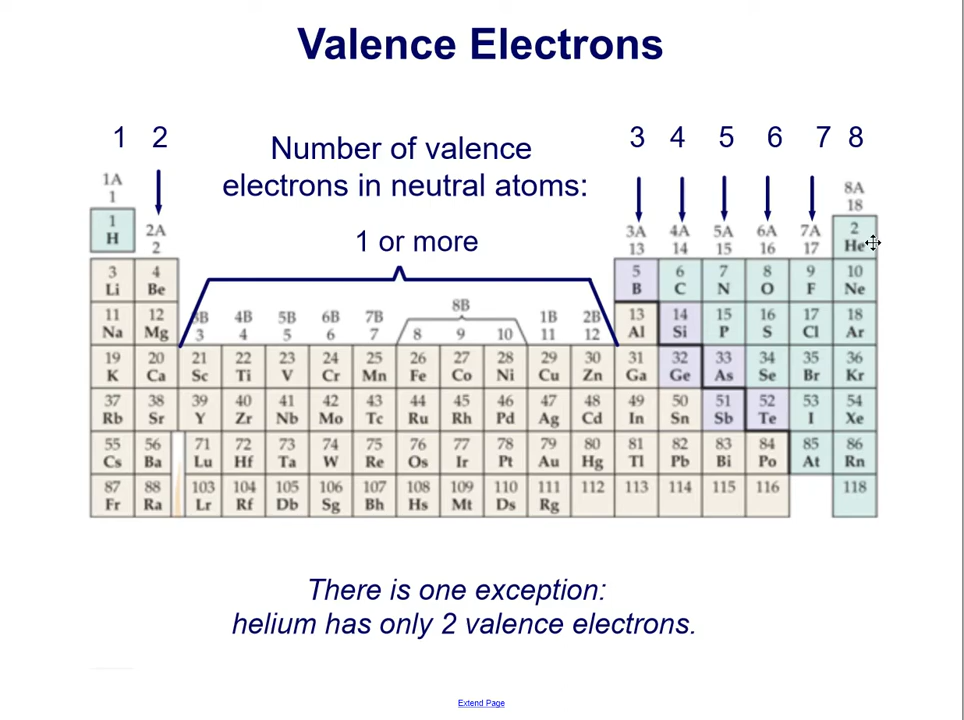 Valence Electrons
1 2 3 4 5 6 7 8
Number of valence
electrons in neutral atoms:
1 or more
1A 8A
1 18
2A 3A 4A 5A 6A 7A
2 13 14 15 16 17
3B 4B 5B 6B 7B 8B 1B 2B
3 4 5 6 7 8 9 10 11 12
1 2
H He
3 4 5 6 7 8 9 10
Li Be B C N O F Ne
11 12 13 14 15 16 17 18
Na Mg Al Si P S Cl Ar
19 20 21 22 23 24 25 26 27 28 29 30 31 32 33 34 35 36
K Ca Sc Ti V Cr Mn Fe Co Ni Cu Zn Ga Ge As Se Br Kr
37 38 39 40 41 42 43 44 45 46 47 48 49 50 51 52 53 54
Rb Sr Y Zr Nb Mo Tc Ru Rh Pd Ag Cd In Sn Sb Te I Xe
55 56 71 72 73 74 75 76 77 78 79 80 81 82 83 84 85 86
Cs Ba Lu Hf Ta W Re Os Ir Pt Au Hg Tl Pb Bi Po At Rn
87 88 103 104 105 106 107 108 109 110 111 112 113 114 115 116 118
Fr Ra Lr Rf Db Sg Bh Hs Mt Ds Rg
There is one exception:
helium has only 2 valence electrons.
Extend Page